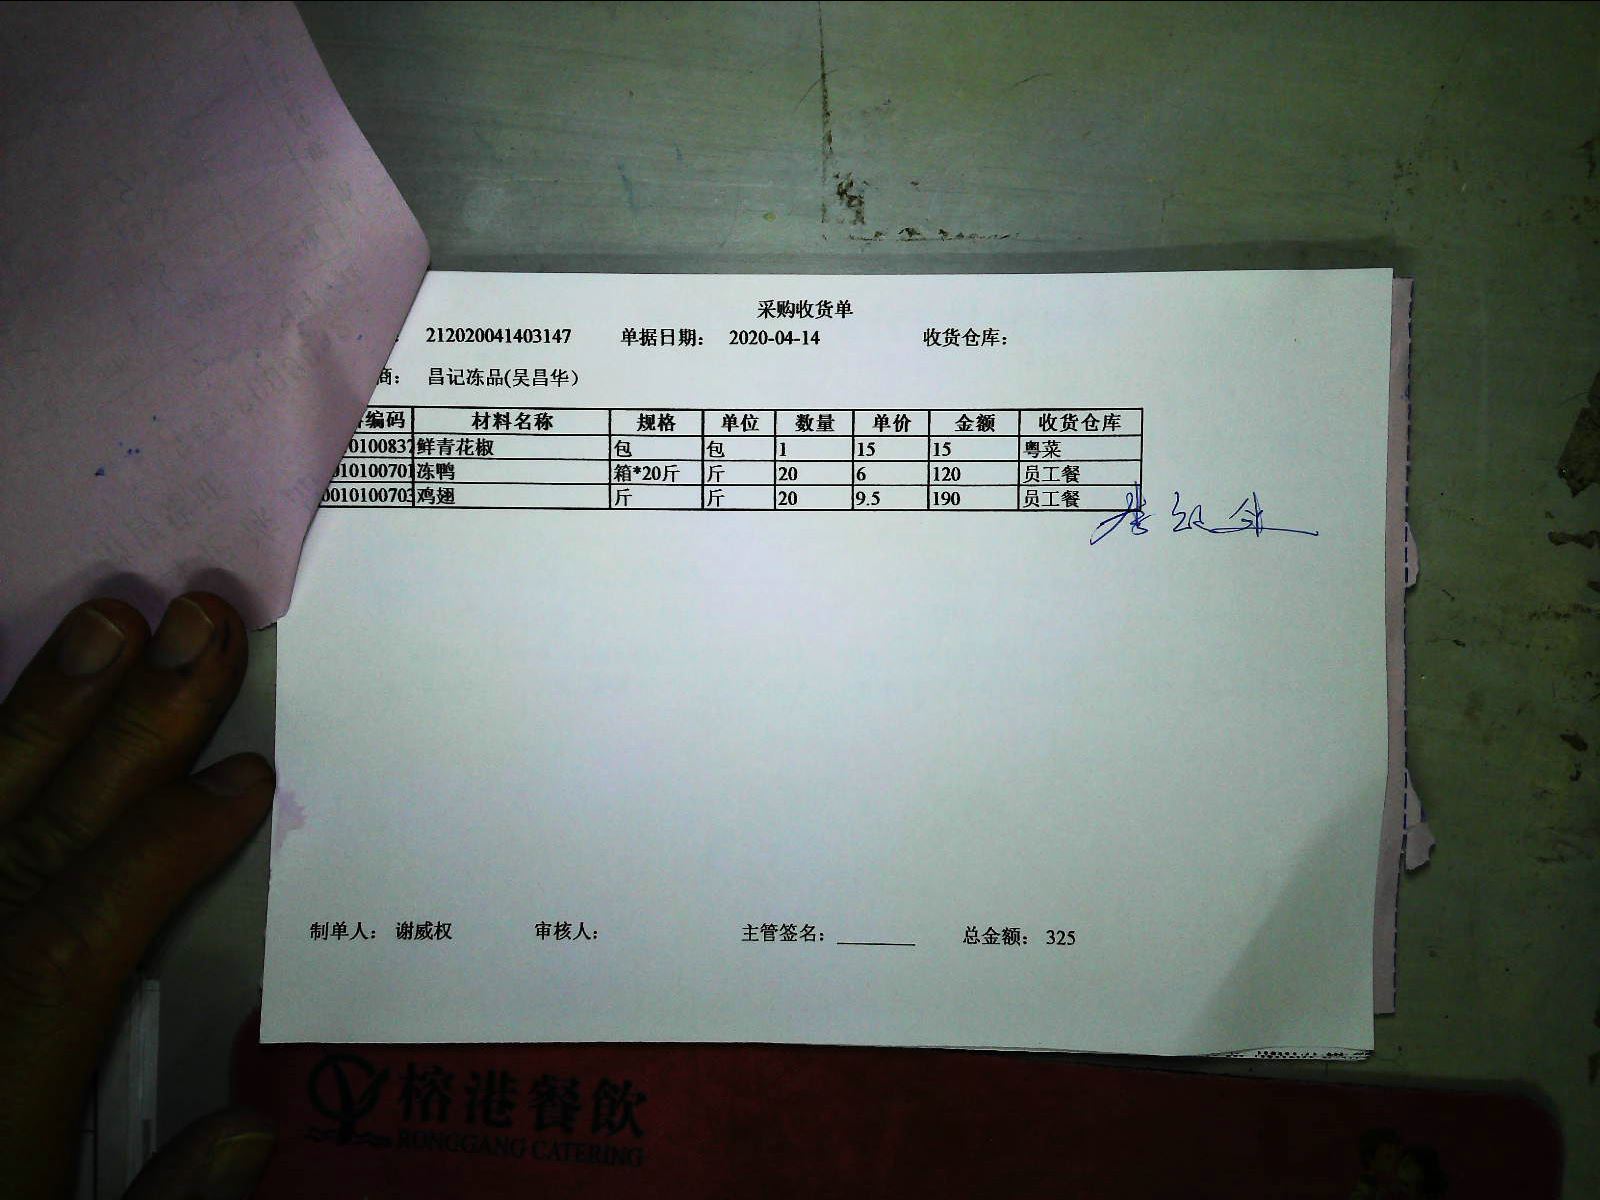 采购收货单
: 212020041403147 单据日期: 2020-04-14 收货仓库:
商: 昌记冻品(吴昌华)
编码 材料名称 规格 单位 数量 单价 金额 收货仓库
0100837 鲜青花椒 包 包 1 15 15 粤菜
010100701 冻鸭 箱*20斤 斤 20 6 120 员工餐
0010100703 鸡翅 斤 斤 20 9.5 190 员工餐
制单人: 谢威权 审核人: 主管签名: 总金额: 325
榕港餐飲
RONGGANG CATERING